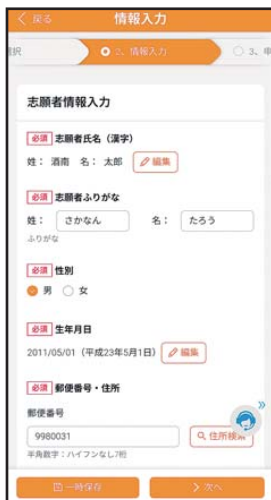 戻る 情報入力
択 2、情報入力 3、申
志願者情報入力
必須 志願者氏名（漢字）
姓： 酒南 名： 太郎 編集
必須 志願者ふりがな
姓： さかなん 名： たろう
ふりがな
必須 性別
男 女
必須 生年月日
2011/05/01（平成23年5月1日） 編集
必須 郵便番号・住所
郵便番号
9980031 住所検索
半角数字：ハイフンなし7桁
一時保存 次へ